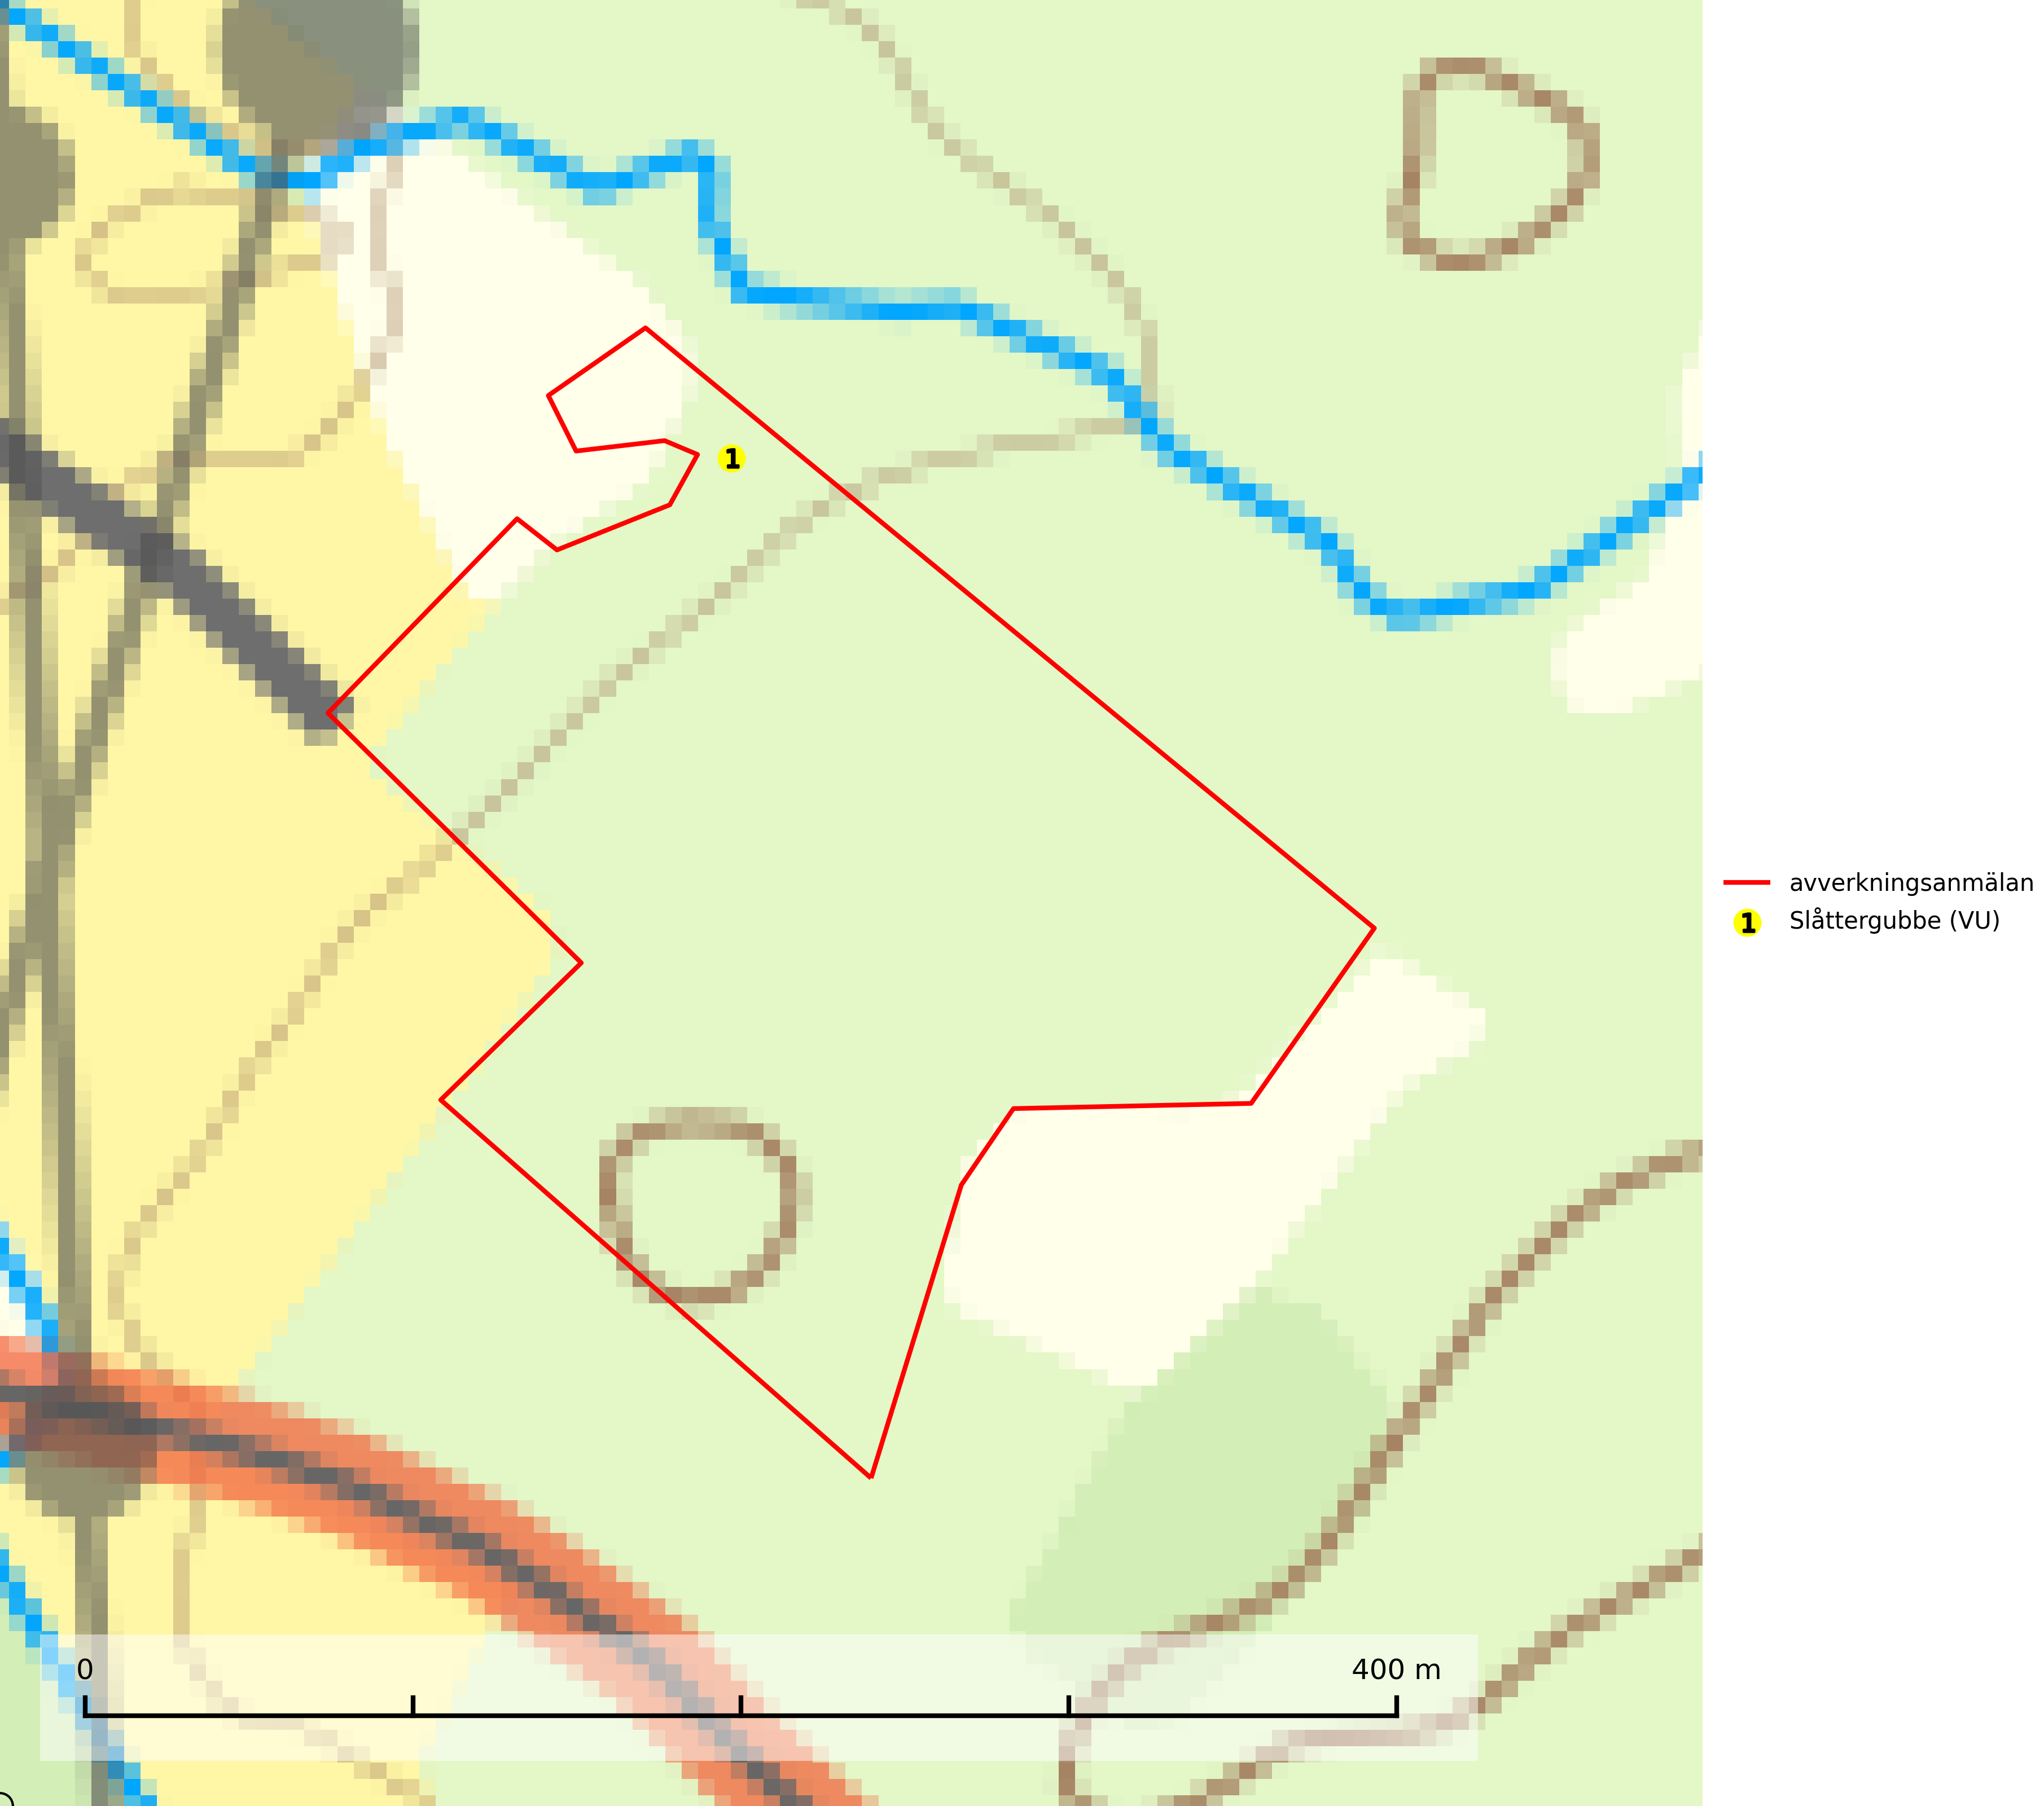 1
avverkningsanmälan
1 Slåttergubbe (VU)
0 400 m